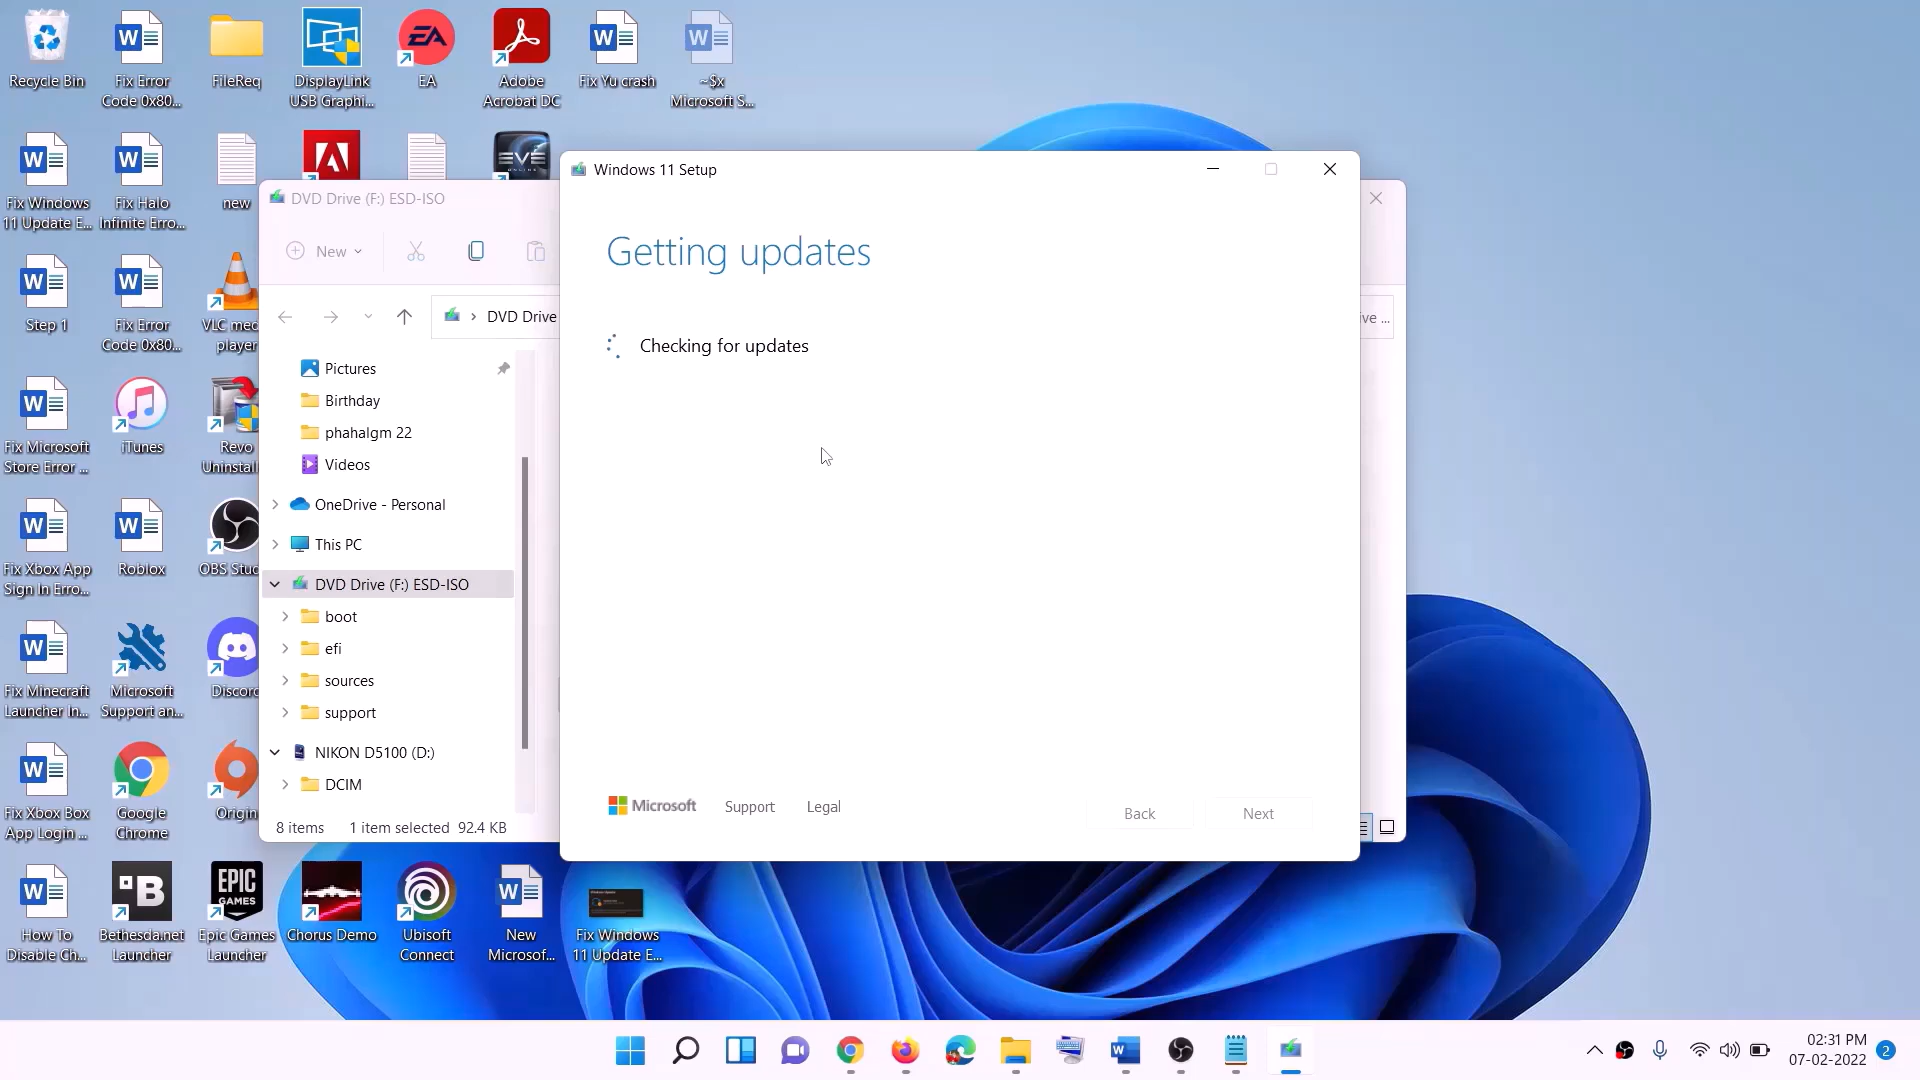 Recycle Bin
Fix Error
Code 0x80...
FileReq
DisplayLink
USB Graphi...
EA
Adobe
Acrobat DC
Fix Yu crash
~$x
Microsoft S...
Fix Windows
11 Update E...
Fix Halo
Infinite Erro...
new
EVE
ONLINE
Step 1
Fix Error
Code 0x80...
VLC med
player
Fix Microsoft
Store Error ...
iTunes
Revo
Uninstall
Fix Xbox App
Sign In Erro...
Roblox
OBS Stud
Fix Minecraft
Launcher In...
Microsoft
Support an...
Discord
Fix Xbox Box
App Login ...
Google
Chrome
Origin
How To
Disable Ch...
Bethesda.net
Launcher
EPIC
GAMES
Epic Games
Launcher
Chorus Demo
Ubisoft
Connect
New
Microsof...
Fix Windows
11 Update E...
DVD Drive (F:) ESD-ISO
New
DVD Drive
ive ...
Pictures
Birthday
phahalgm 22
Videos
OneDrive - Personal
This PC
DVD Drive (F:) ESD-ISO
boot
efi
sources
support
NIKON D5100 (D:)
DCIM
8 items 1 item selected 92.4 KB
Windows 11 Setup
Getting updates
Checking for updates
Microsoft Support Legal
Back Next
02:31 PM
07-02-2022
2